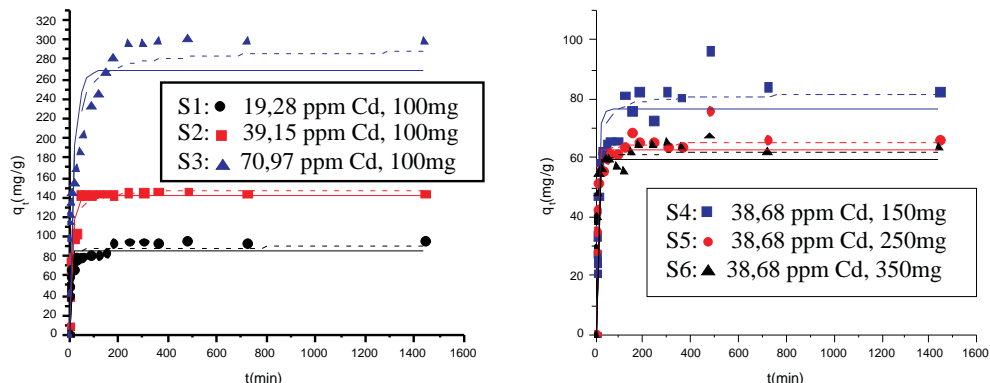 320
300
280
260
240
220
200
180
160
140
120
100
80
60
40
20
0
q t (mg/g)
S1: 19,28 ppm Cd, 100mg
S2: 39,15 ppm Cd, 100mg
S3: 70,97 ppm Cd, 100mg
0 200 400 600 800 1000 1200 1400 1600
t(min)
100
80
60
40
20
0
q t (mg/g)
S4: 38,68 ppm Cd, 150mg
S5: 38,68 ppm Cd, 250mg
S6: 38,68 ppm Cd, 350mg
0 200 400 600 800 1000 1200 1400 1600
t(min)